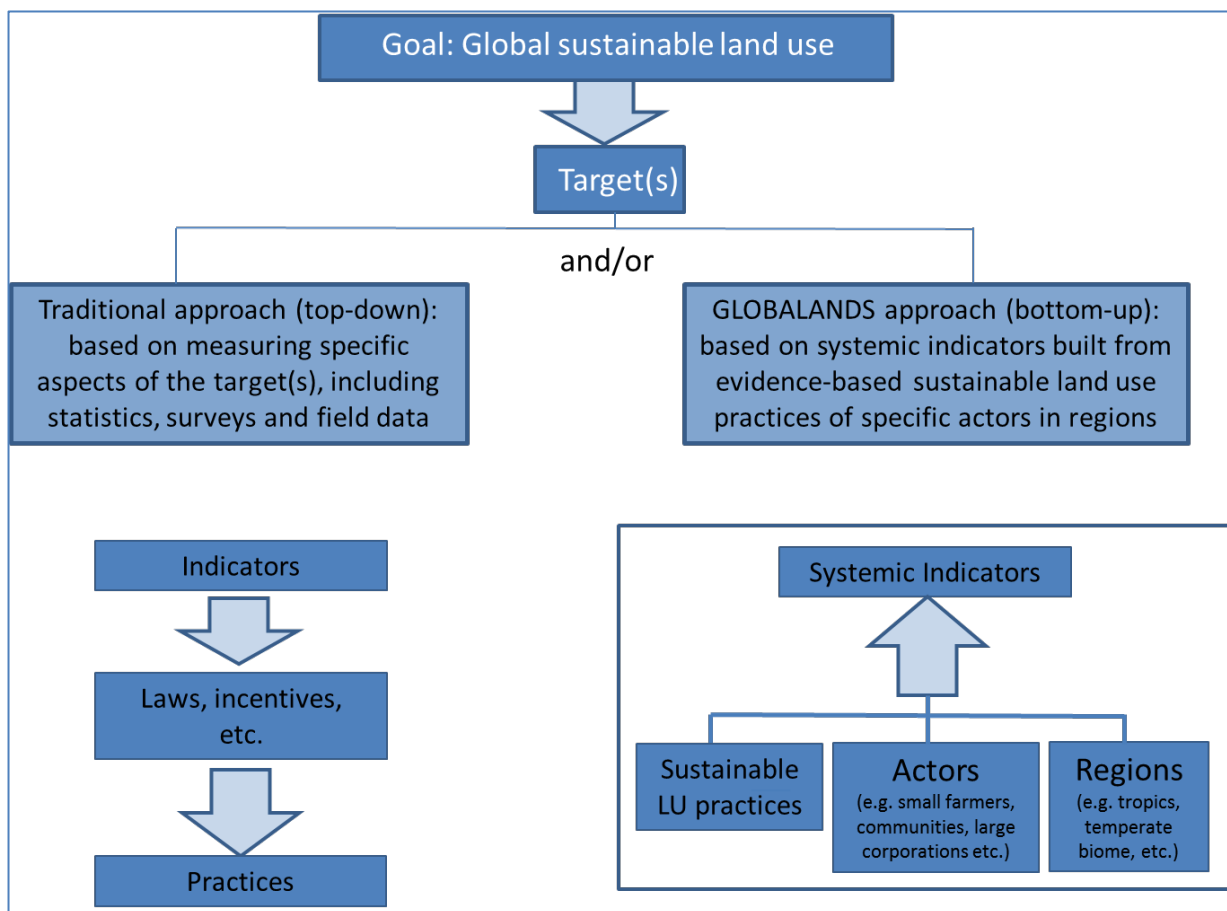 Goal: Global sustainable land use
Target(s)
and/or
Traditional approach (top-down):
based on measuring specific
aspects of the target(s), including
statistics, surveys and field data
GLOBALANDS approach (bottom-up):
based on systemic indicators built from
evidence-based sustainable land use
practices of specific actors in regions
Indicators
Laws, incentives,
etc.
Practices
Systemic Indicators
Sustainable
LU practices
Actors
(e.g. small farmers,
communities, large
corporations etc.)
Regions
(e.g. tropics,
temperate
biome, etc.)